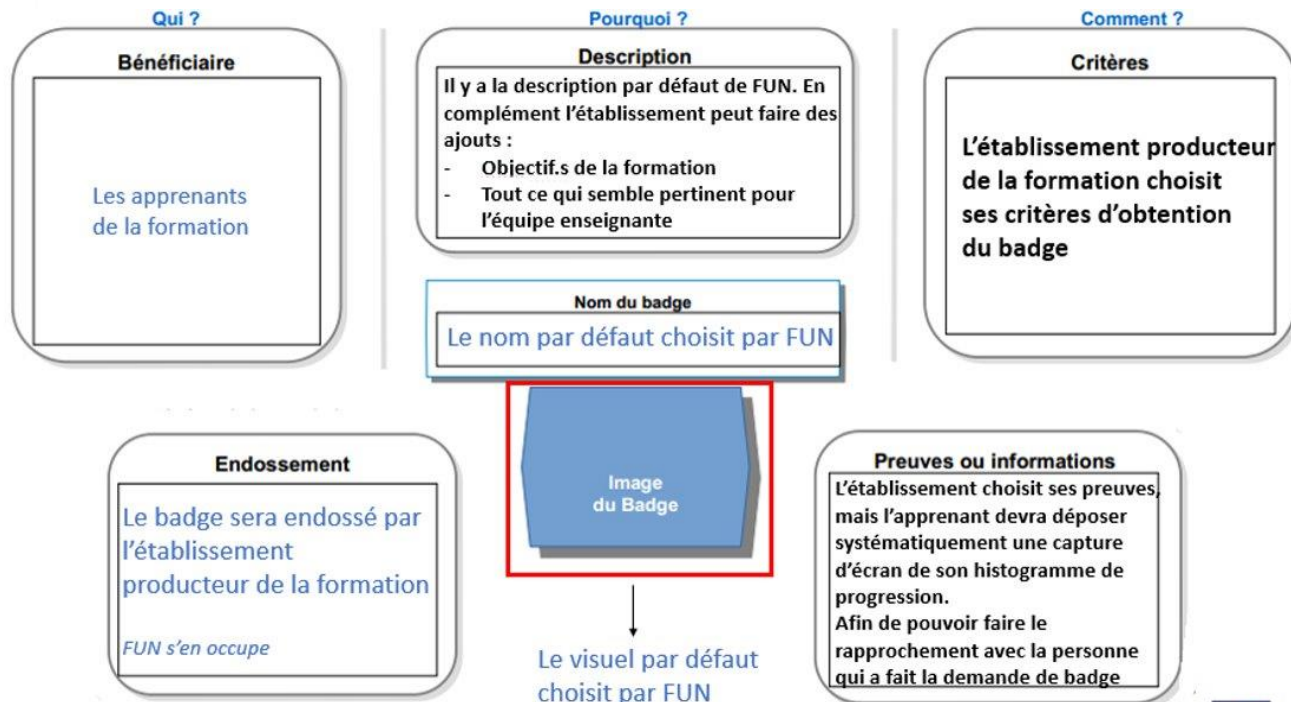 Qui ?
Bénéficiaire
Les apprenants
de la formation
Pourquoi ?
Description
Il y a la description par défaut de FUN. En
complément l'établissement peut faire des
ajouts :
- Objectif.s de la formation
- Tout ce qui semble pertinent pour
l'équipe enseignante
Comment ?
Critères
L'établissement producteur
de la formation choisit
ses critères d'obtention
du badge
Nom du badge
Le nom par défaut choisit par FUN
Image
du Badge
Le visuel par défaut
choisit par FUN
Endossement
Le badge sera endossé par
l'établissement
producteur de la formation
FUN s'en occupe
Preuves ou informations
L'établissement choisit ses preuves,
mais l'apprenant devra déposer
systématiquement une capture
d'écran de son histogramme de
progression.
Afin de pouvoir faire le
rapprochement avec la personne
qui a fait la demande de badge